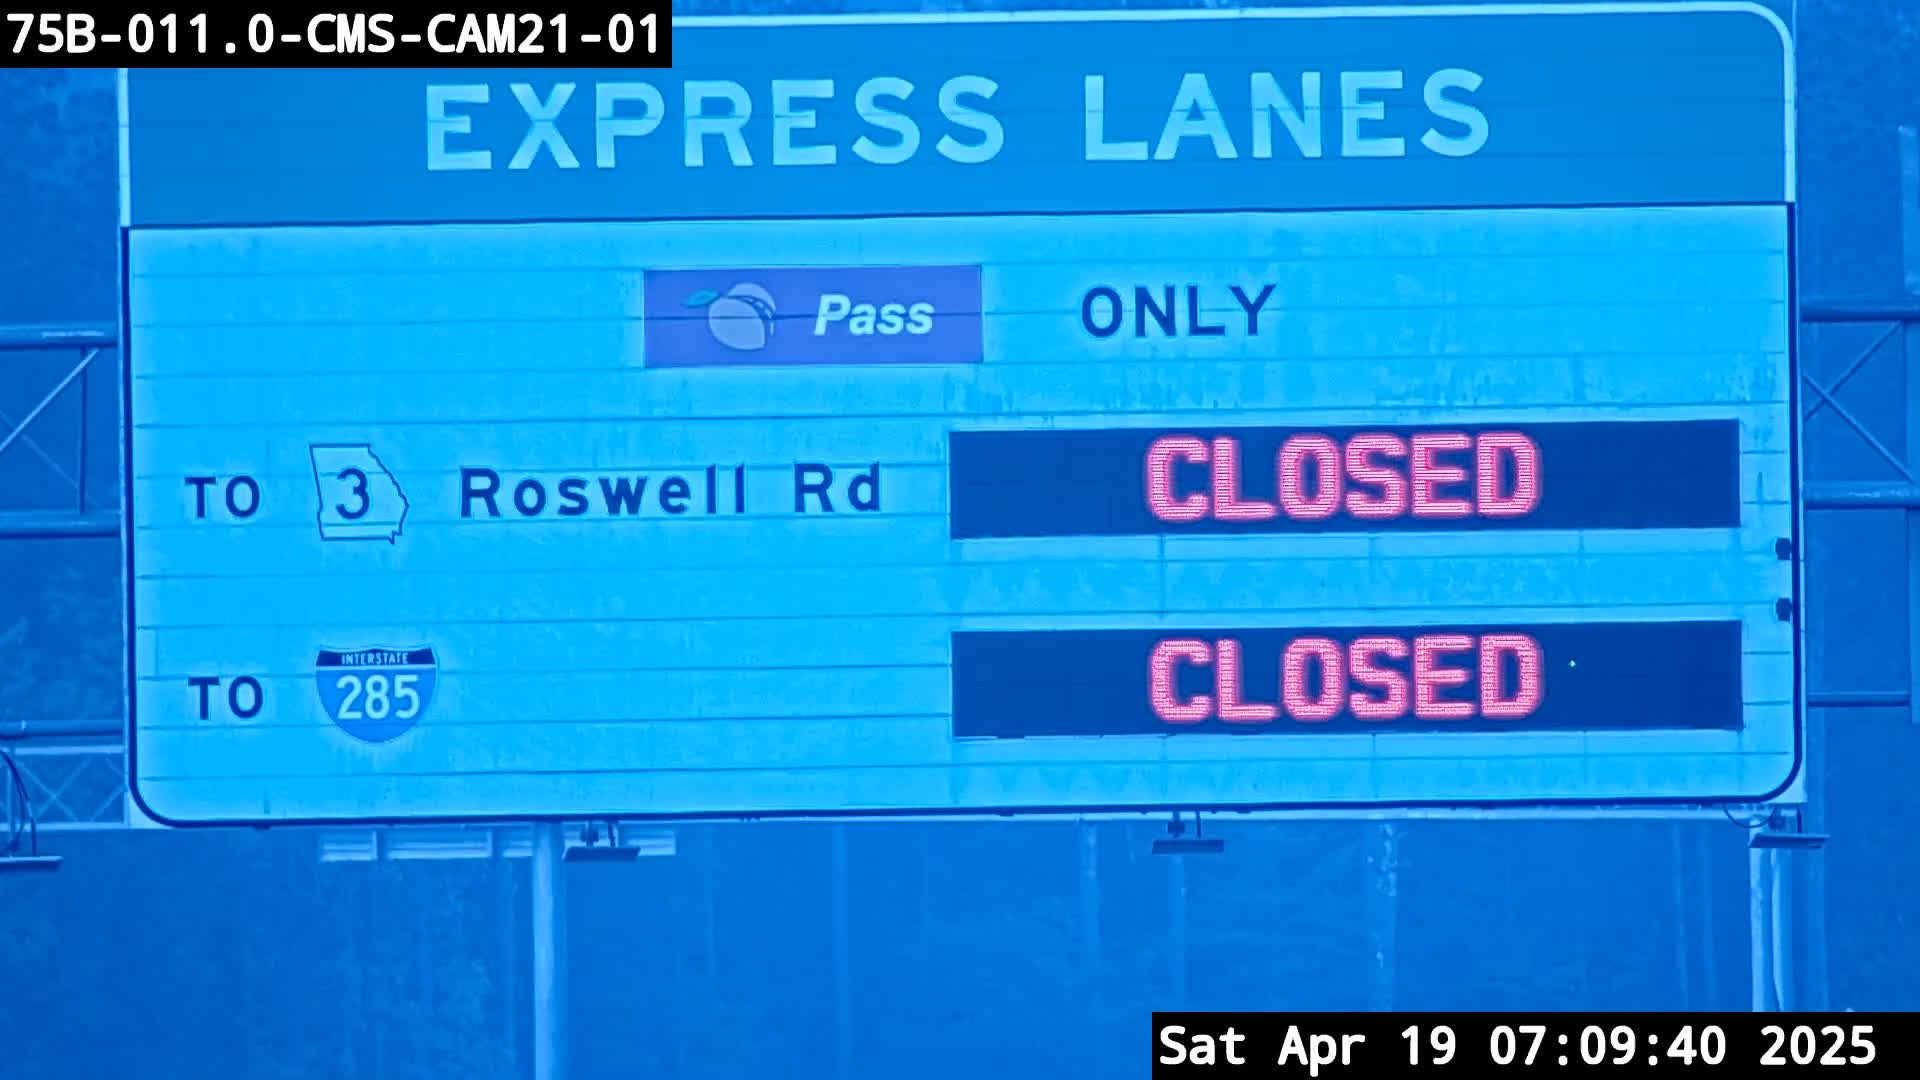 75B-011.0-CMS-CAM21-01
EXPRESS LANES
Pass ONLY
TO 3 Roswell Rd CLOSED
TO INTERSTATE 285 CLOSED
Sat Apr 19 07:09:40 2025